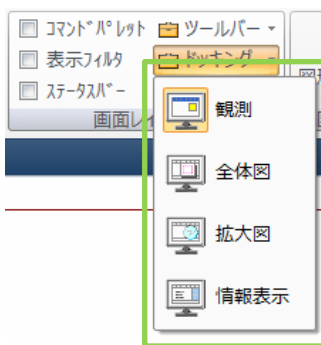 コマンドパレット ツールバー
表示フィルタ ドッキング
ステータスバー
画面レイ
観測
全体図
拡大図
情報表示